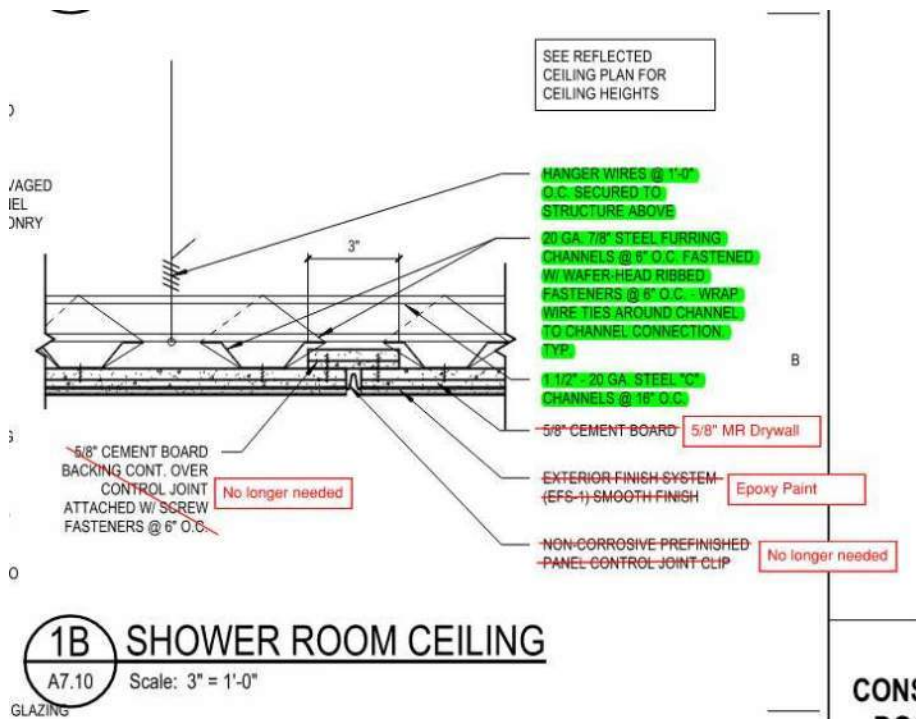 SEE REFLECTED
CEILING PLAN FOR
CEILING HEIGHTS
HANGER WIRES @ 1'-0"
O.C. SECURED TO
STRUCTURE ABOVE
3"
20 GA. 7/8" STEEL FURRING
CHANNELS @ 6" O.C. FASTENED
W/ WAFER-HEAD RIBBED
FASTENERS @ 6" O.C. - WRAP
WIRE TIES AROUND CHANNEL
TO CHANNEL CONNECTION,
TYP.
B
1 1/2" - 20 GA. STEEL "C"
CHANNELS @ 16" O.C.
5/8" CEMENT BOARD
5/8" MR Drywall
EXTERIOR FINISH SYSTEM
(EFS-1) SMOOTH FINISH
Epoxy Paint
NON-CORROSIVE PREFINISHED
PANEL CONTROL JOINT CLIP
No longer needed
5/8" CEMENT BOARD
BACKING CONT. OVER
CONTROL JOINT
ATTACHED W/ SCREW
FASTENERS @ 6" O.C.
No longer needed
1B
SHOWER ROOM CEILING
A7.10
Scale: 3" = 1'-0"
GLAZING